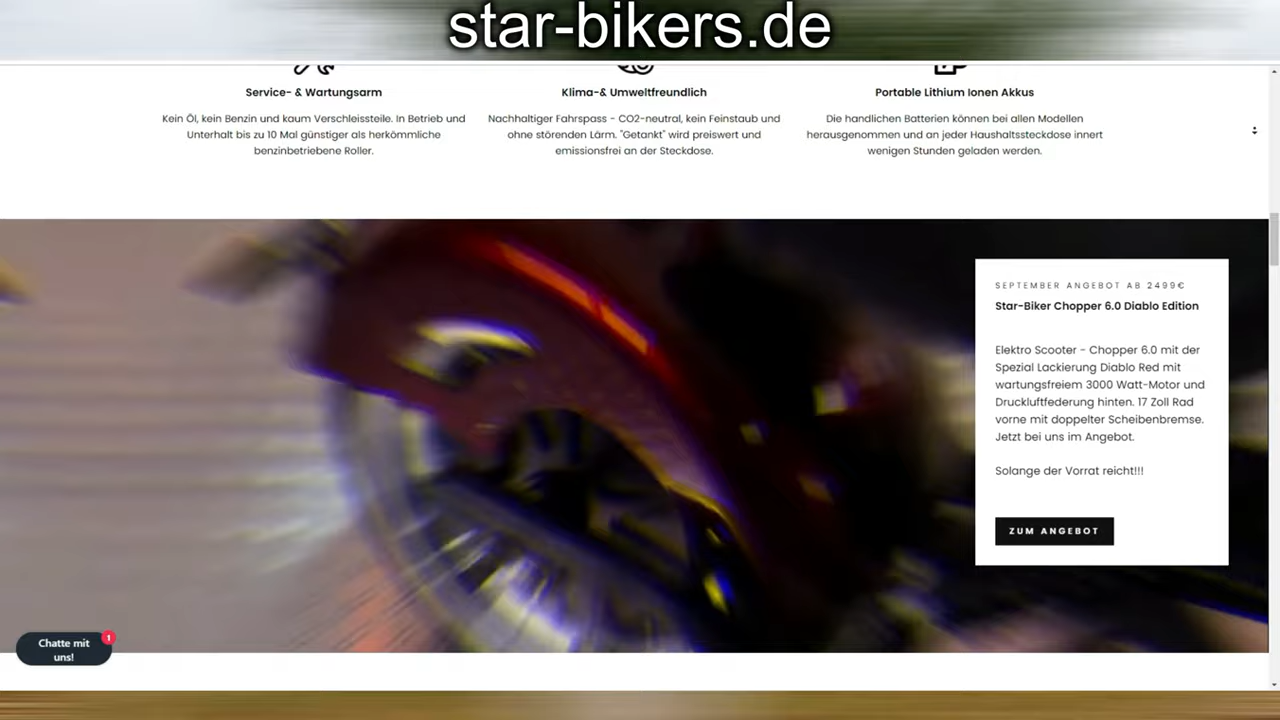 star-bikers.de
Service- & Wartungsarm
Kein Öl, kein Benzin und kaum Verschleissteile. In Betrieb und
Unterhalt bis zu 10 Mal günstiger als herkömmliche
benzinbetriebene Roller.
Klima-& Umweltfreundlich
Nachhaltiger Fahrspass - CO2-neutral, kein Feinstaub und
ohne störenden Lärm. "Getankt" wird preiswert und
emissionsfrei an der Steckdose.
Portable Lithium Ionen Akkus
Die handlichen Batterien können bei allen Modellen
herausgenommen und an jeder Haushaltssteckdose innert
wenigen Stunden geladen werden.
SEPTEMBER ANGEBOT AB 2499€
Star-Biker Chopper 6.0 Diablo Edition
Elektro Scooter - Chopper 6.0 mit der
Spezial Lackierung Diablo Red mit
wartungsfreiem 3000 Watt-Motor und
Druckluftfederung hinten. 17 Zoll Rad
vorne mit doppelter Scheibenbremse.
Jetzt bei uns im Angebot.
Solange der Vorrat reicht!!!
ZUM ANGEBOT
Chatte mit
uns!
1